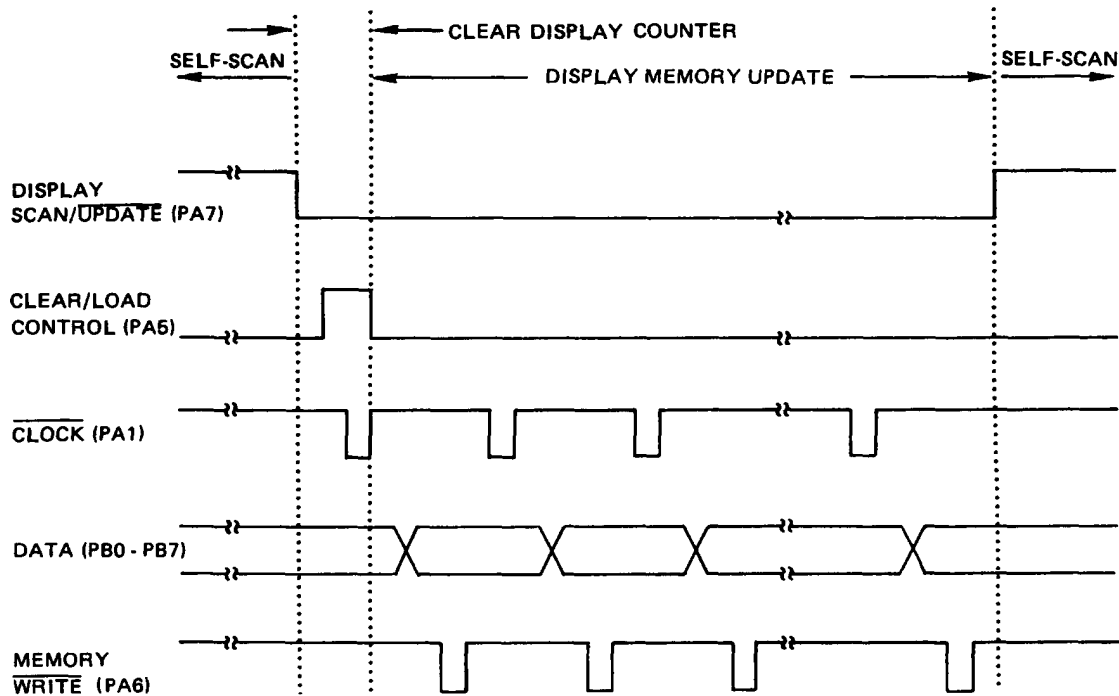 CLEAR DISPLAY COUNTER
SELF-SCAN
DISPLAY MEMORY UPDATE
SELF-SCAN
DISPLAY
SCAN/UPDATE (PA7)
CLEAR/LOAD
CONTROL (PA5)
CLOCK (PA1)
DATA (PB0 - PB7)
MEMORY
WRITE (PA6)